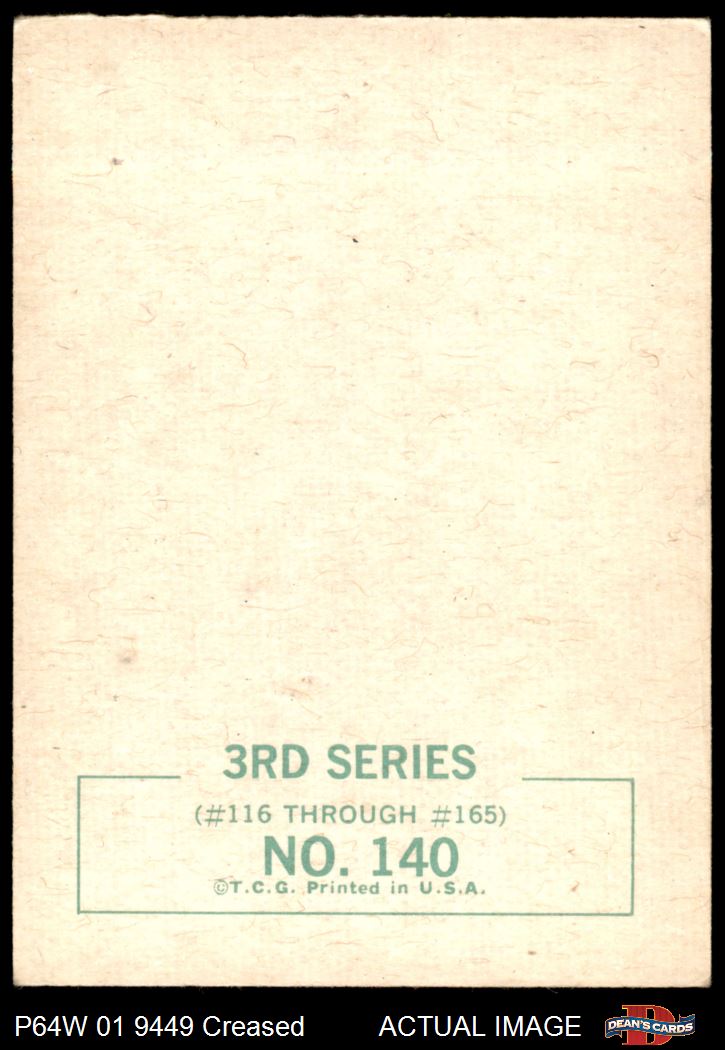 3RD SERIES
(#116 THROUGH #165)
NO. 140
©T.C.G. Printed in U.S.A.
P64W 01 9449 Creased ACTUAL IMAGE
DEAN'S CARDS